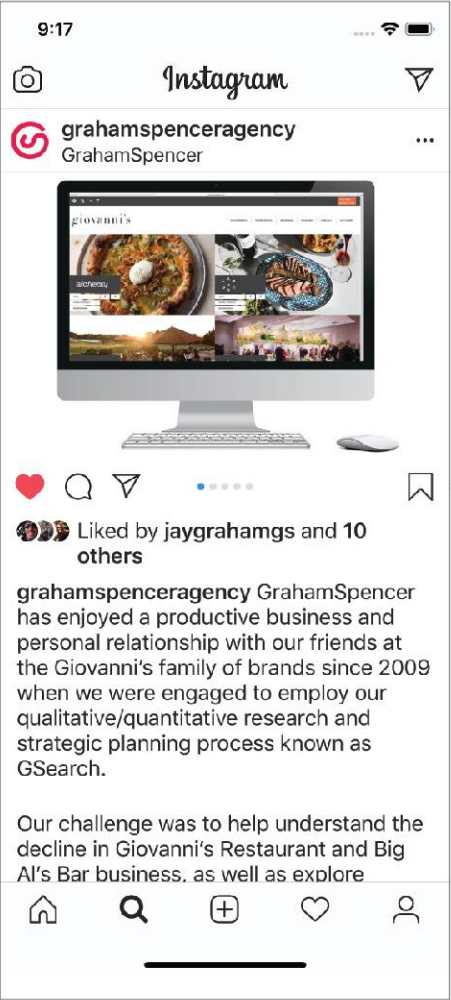 9:17
Instagram
grahamspenceragency
GrahamSpencer
giovanni's
alchemy
Liked by jaygrahamgs and 10
others
grahamspenceragency GrahamSpencer
has enjoyed a productive business and
personal relationship with our friends at
the Giovanni's family of brands since 2009
when we were engaged to employ our
qualitative/quantitative research and
strategic planning process known as
GSearch.
Our challenge was to help understand the
decline in Giovanni's Restaurant and Big
Al's Bar business, as well as explore